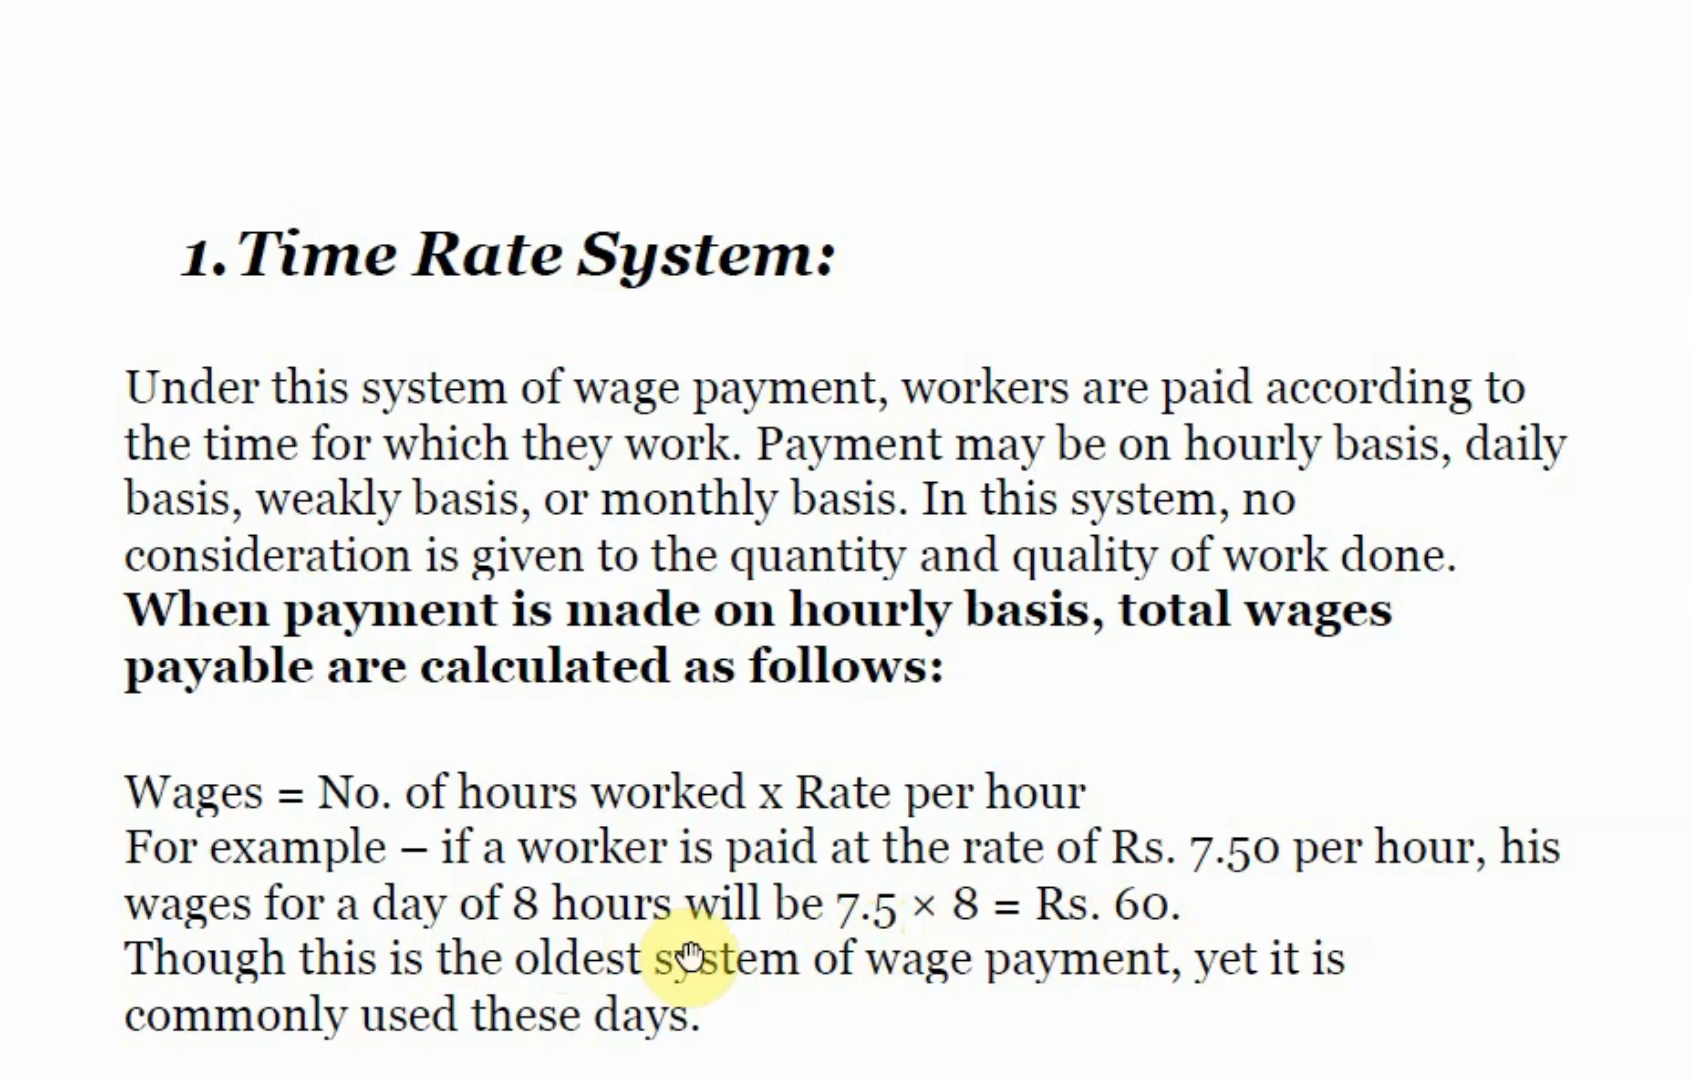 1. Time Rate System:
Under this system of wage payment, workers are paid according to
the time for which they work. Payment may be on hourly basis, daily
basis, weakly basis, or monthly basis. In this system, no
consideration is given to the quantity and quality of work done.
When payment is made on hourly basis, total wages
payable are calculated as follows:
Wages = No. of hours worked x Rate per hour
For example – if a worker is paid at the rate of Rs. 7.50 per hour, his
wages for a day of 8 hours will be 7.5 × 8 = Rs. 60.
Though this is the oldest system of wage payment, yet it is
commonly used these days.